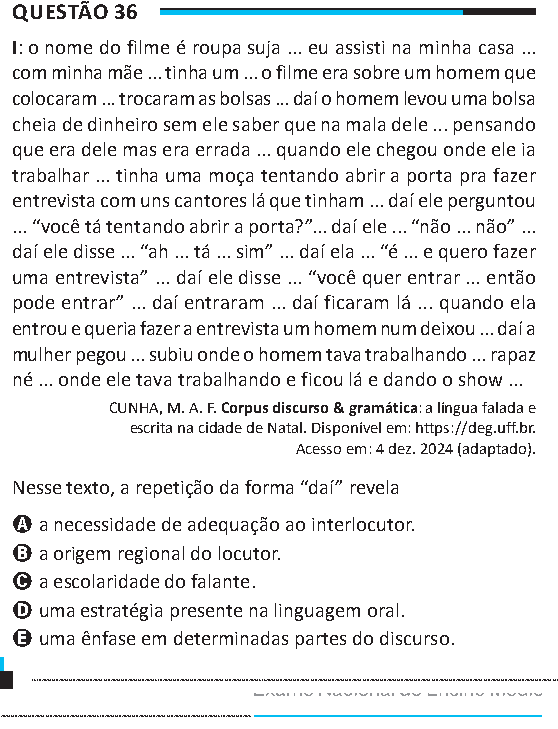 QUESTÃO 36
I: o nome do filme é roupa suja ... eu assisti na minha casa ...
com minha mãe ... tinha um ... o filme era sobre um homem que
colocaram ... trocaram as bolsas ... daí o homem levou uma bolsa
cheia de dinheiro sem ele saber que na mala dele ... pensando
que era dele mas era errada ... quando ele chegou onde ele ia
trabalhar ... tinha uma moça tentando abrir a porta pra fazer
entrevista com uns cantores lá que tinham ... daí ele perguntou
... “você tá tentando abrir a porta?”... daí ele ... “não ... não” ...
daí ele disse ... “ah ... tá ... sim” ... daí ela ... “é ... e quero fazer
uma entrevista” ... daí ele disse ... “você quer entrar ... então
pode entrar” ... daí entraram ... daí ficaram lá ... quando ela
entrou e queria fazer a entrevista um homem num deixou ... daí a
mulher pegou ... subiu onde o homem tava trabalhando ... rapaz
né ... onde ele tava trabalhando e ficou lá e dando o show ...
CUNHA, M. A. F. Corpus discurso & gramática: a língua falada e
escrita na cidade de Natal. Disponível em: https://deg.uff.br.
Acesso em: 4 dez. 2024 (adaptado).
Nesse texto, a repetição da forma “daí” revela
A a necessidade de adequação ao interlocutor.
B a origem regional do locutor.
C a escolaridade do falante.
D uma estratégia presente na linguagem oral.
E uma ênfase em determinadas partes do discurso.
Exame Nacional do Ensino Médio